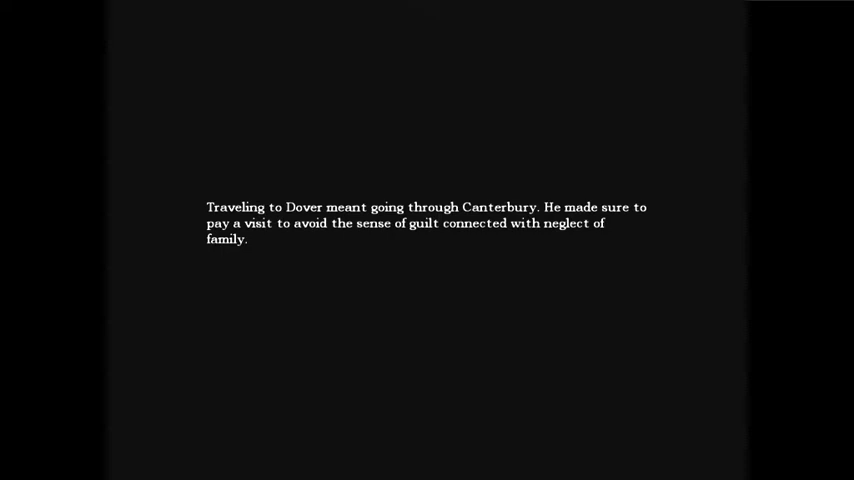 Traveling to Dover meant going through Canterbury. He made sure to
pay a visit to avoid the sense of guilt connected with neglect of
family.